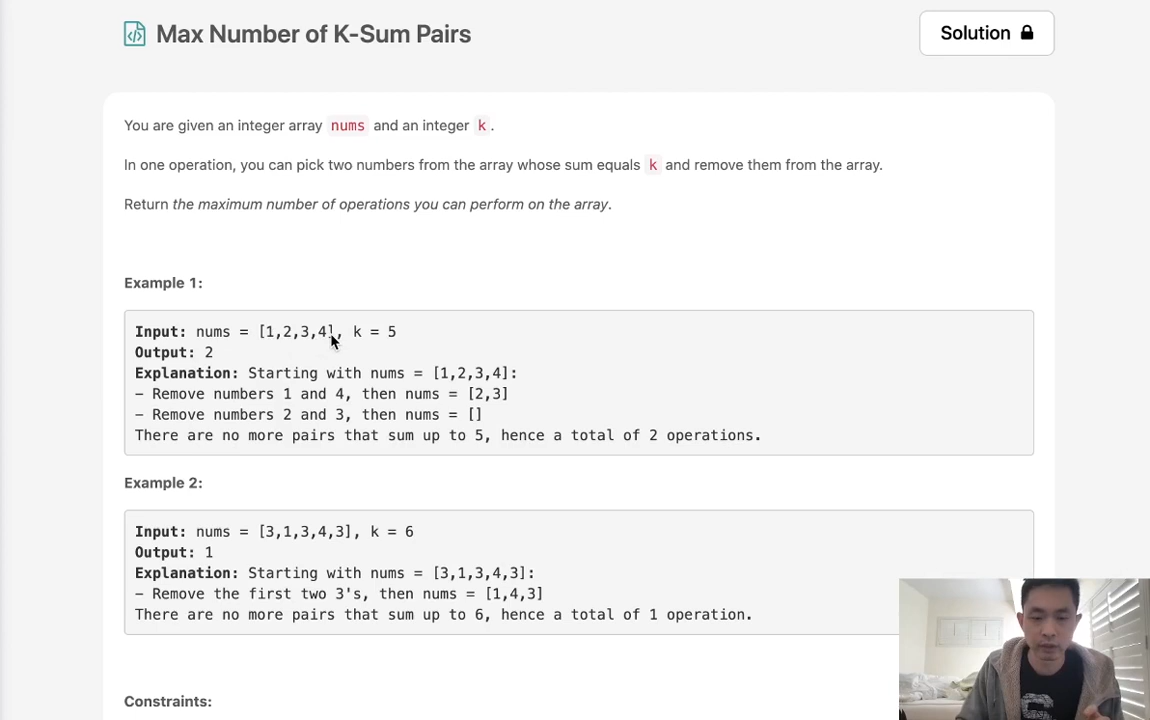 Max Number of K-Sum Pairs
Solution
You are given an integer array nums and an integer k.
In one operation, you can pick two numbers from the array whose sum equals k and remove them from the array.
Return the maximum number of operations you can perform on the array.
Example 1:
Input: nums = [1,2,3,4], k = 5
Output: 2
Explanation: Starting with nums = [1,2,3,4]:
- Remove numbers 1 and 4, then nums = [2,3]
- Remove numbers 2 and 3, then nums = []
There are no more pairs that sum up to 5, hence a total of 2 operations.
Example 2:
Input: nums = [3,1,3,4,3], k = 6
Output: 1
Explanation: Starting with nums = [3,1,3,4,3]:
- Remove the first two 3's, then nums = [1,4,3]
There are no more pairs that sum up to 6, hence a total of 1 operation.
Constraints: